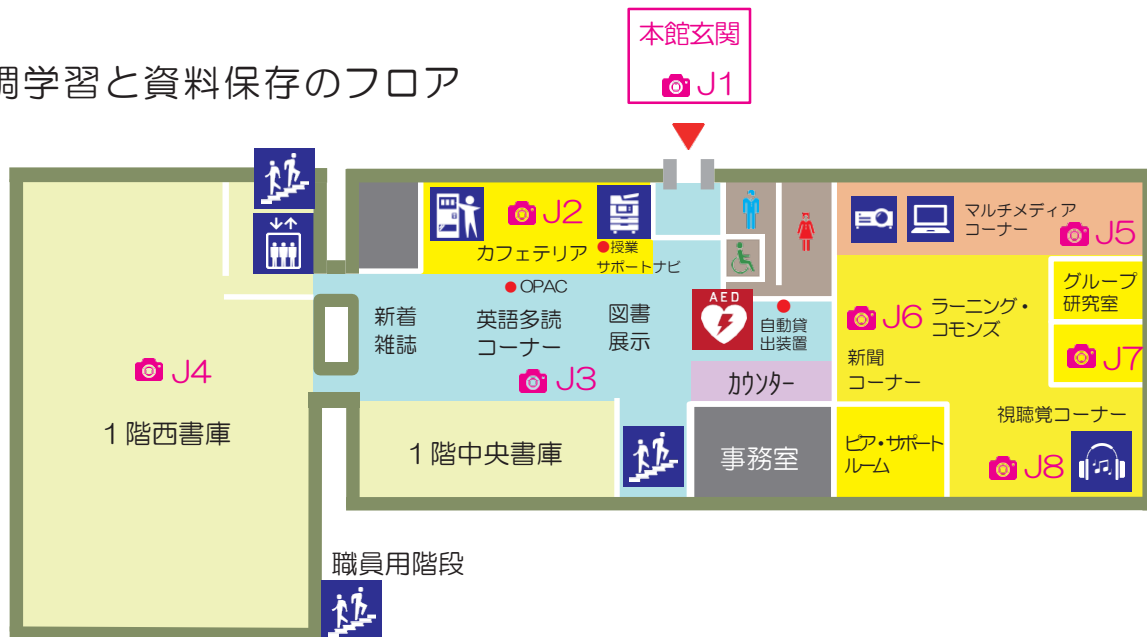 本館玄関
J1
調学習と資料保存のフロア
J2
カフェテリア
●授業
サポートナビ
マルチメディア
コーナー
J5
●OPAC
新着
雑誌
英語多読
コーナー
J3
図書
展示
AED
自動貸
出装置
カウンター
J6
ラーニング・
コモンズ
新聞
コーナー
グループ
研究室
J7
J4
1階西書庫
1階中央書庫
事務室
ピア・サポート
ルーム
視聴覚コーナー
J8
職員用階段